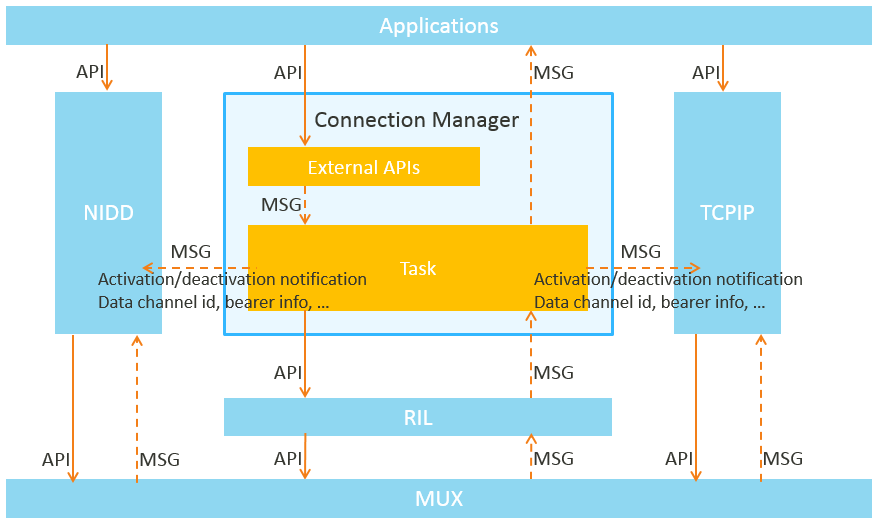 Applications
API
API
MSG
API
Connection Manager
External APIs
MSG
NIDD
TCPIP
MSG
Task
MSG
Activation/deactivation notification
Data channel id, bearer info, ...
Activation/deactivation notification
Data channel id, bearer info, ...
API
MSG
RIL
API
MSG
API
MSG
API
MSG
MUX